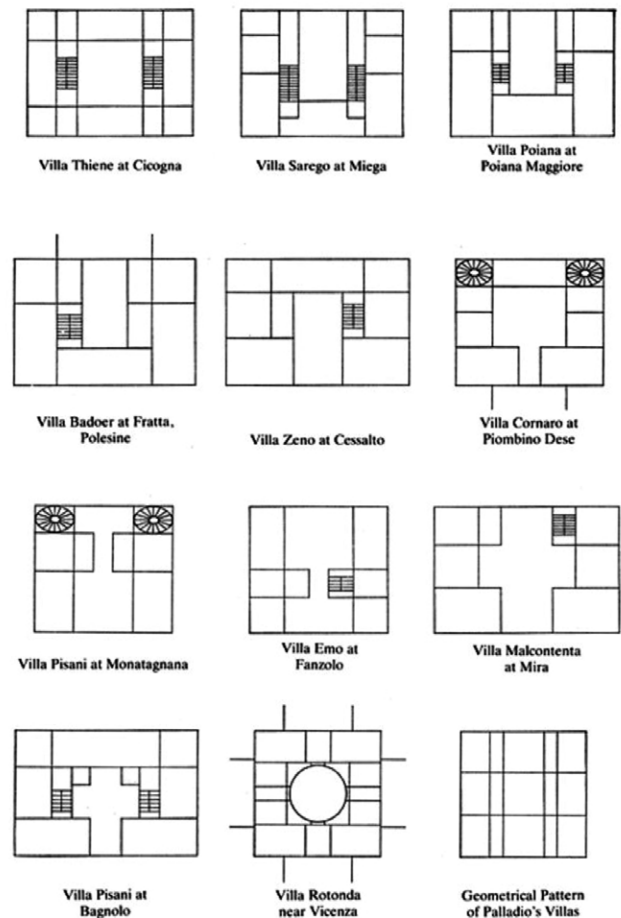 Villa Thiene at Cicogna
Villa Sarego at Miega
Villa Poiana at
Poiana Maggiore
Villa Badoer at Fratta,
Polesine
Villa Zeno at Cessalto
Villa Cornaro at
Piombino Dese
Villa Pisani at Monatagnana
Villa Emo at
Fanzolo
Villa Malcontenta
at Mira
Villa Pisani at
Bagnolo
Villa Rotonda
near Vicenza
Geometrical Pattern
of Palladio's Villas